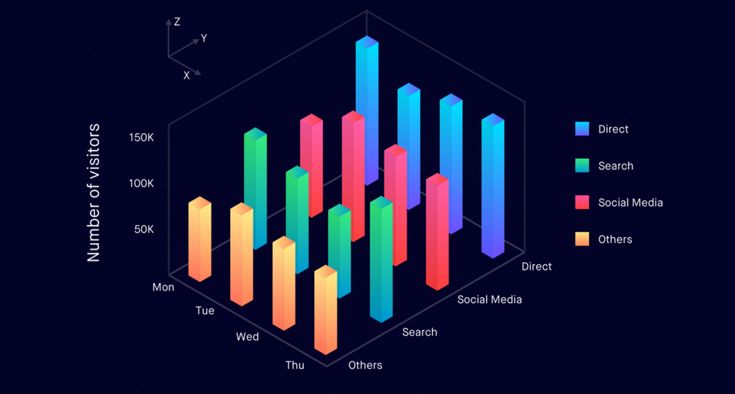 Z
Y
X
Number of visitors
150K
100K
50K
Mon
Tue
Wed
Thu
Others
Search
Social Media
Direct
Direct
Search
Social Media
Others